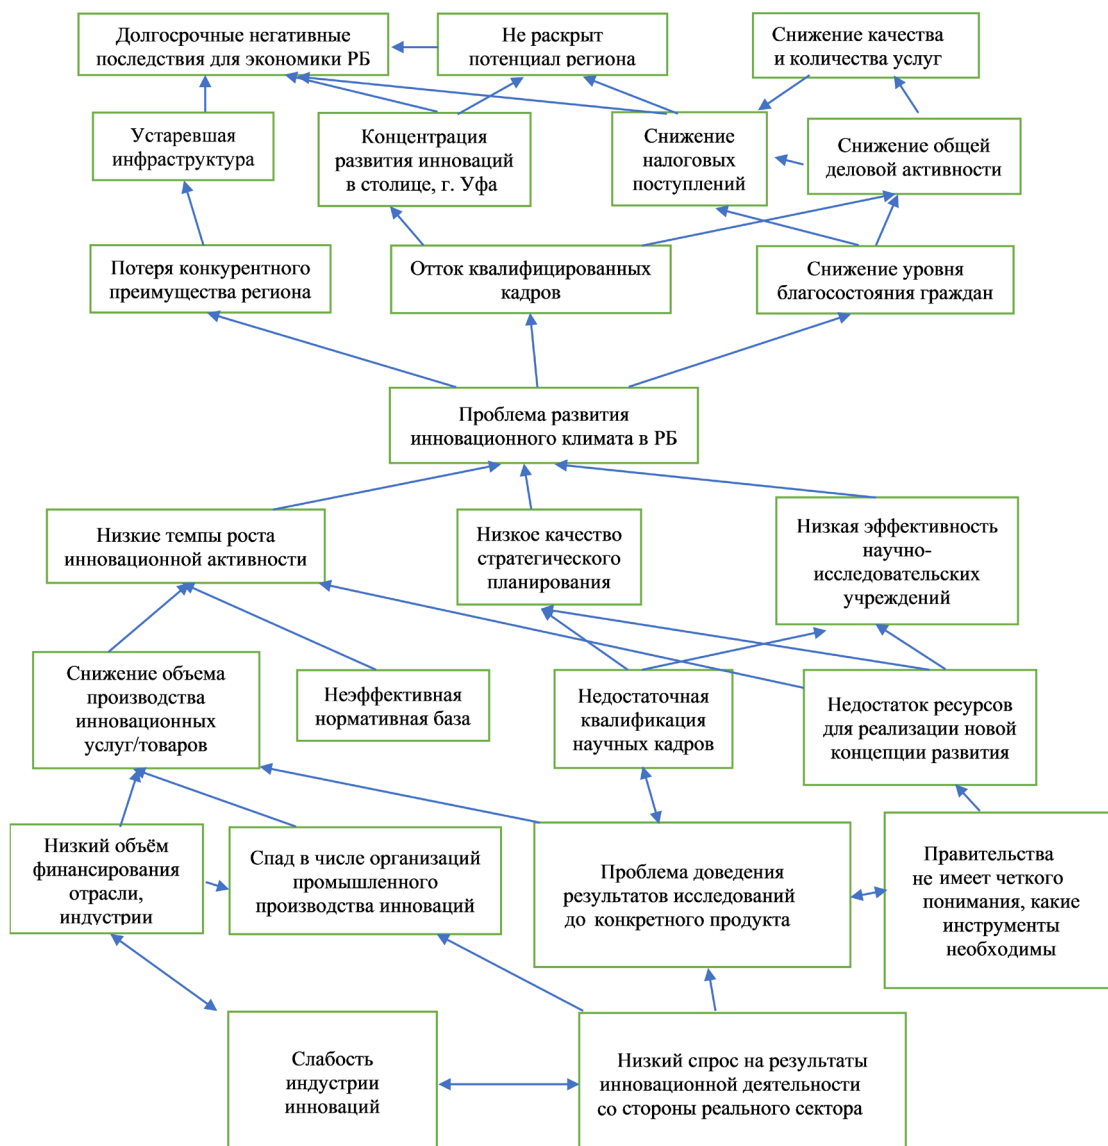 Долгосрочные негативные
последствия для экономики РБ
Не раскрыт
потенциал региона
Снижение качества
и количества услуг
Устаревшая
инфраструктура
Концентрация
развития инноваций
в столице, г. Уфа
Снижение
налоговых
поступлений
Снижение общей
деловой активности
Потеря конкурентного
преимущества региона
Отток квалифицированных
кадров
Снижение уровня
благосостояния граждан
Проблема развития
инновационного климата в РБ
Низкие темпы роста
инновационной активности
Низкое качество
стратегического
планирования
Низкая эффективность
научно-
исследовательских
учреждений
Снижение объема
производства
инновационных
услуг/товаров
Неэффективная
нормативная база
Недостаточная
квалификация
научных кадров
Недостаток ресурсов
для реализации новой
концепции развития
Низкий объём
финансирования
отрасли,
индустрии
Спад в числе организаций
промышленного
производства инноваций
Проблема доведения
результатов исследований
до конкретного продукта
Правительства
не имеет четкого
понимания, какие
инструменты
необходимы
Слабость
индустрии
инноваций
Низкий спрос на результаты
инновационной деятельности
со стороны реального сектора